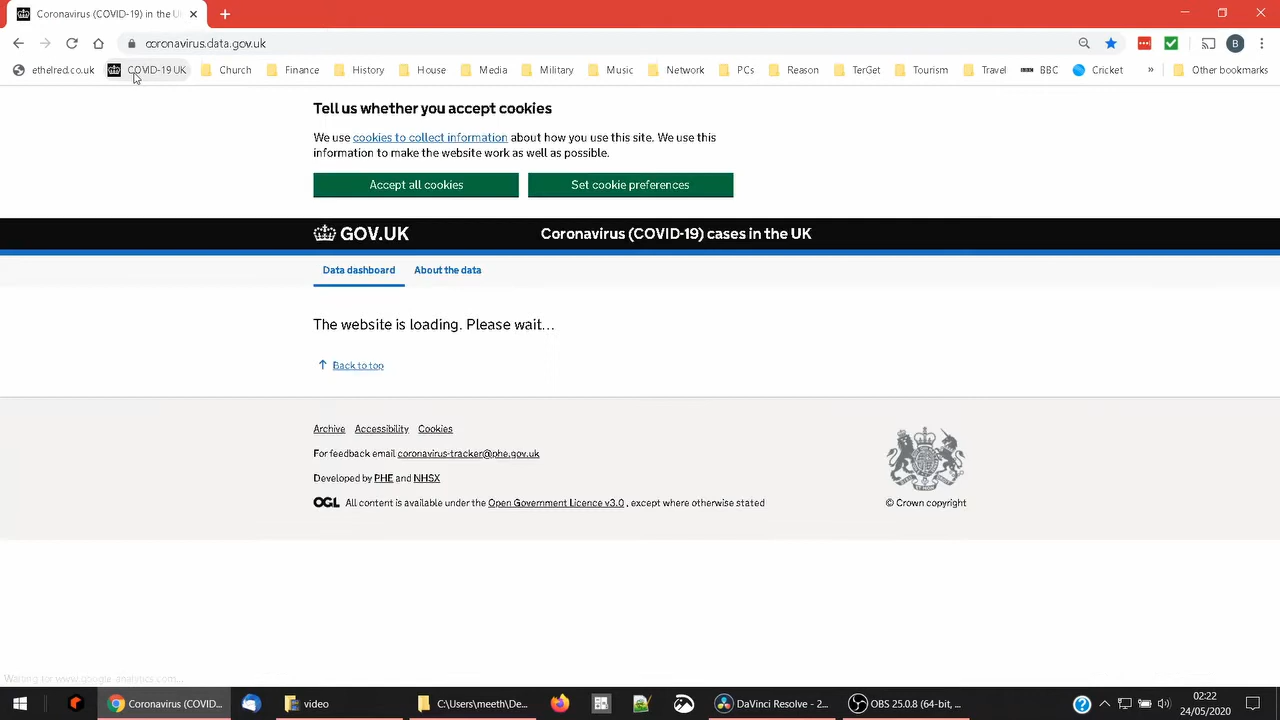 Coronavirus (COVID-19) in the U
coronavirus.data.gov.uk
B
ethelred.co.uk COVID-19 UK Church Finance History House Media Military Music Network PCs Reason TerGet Tourism Travel BBC Cricket » Other bookmarks
Tell us whether you accept cookies
We use cookies to collect information about how you use this site. We use this
information to make the website work as well as possible.
Accept all cookies Set cookie preferences
GOV.UK Coronavirus (COVID-19) cases in the UK
Data dashboard About the data
The website is loading. Please wait...
Back to top
Archive Accessibility Cookies
For feedback email coronavirus-tracker@phe.gov.uk
Developed by PHE and NHSX
OGL All content is available under the Open Government Licence v3.0 , except where otherwise stated
© Crown copyright
Waiting for www.google-analytics.com...
Coronavirus (COVID... video C:\Users\meeth\De... DaVinci Resolve - 2... OBS 25.0.8 (64-bit, ...
02:22
24/05/2020